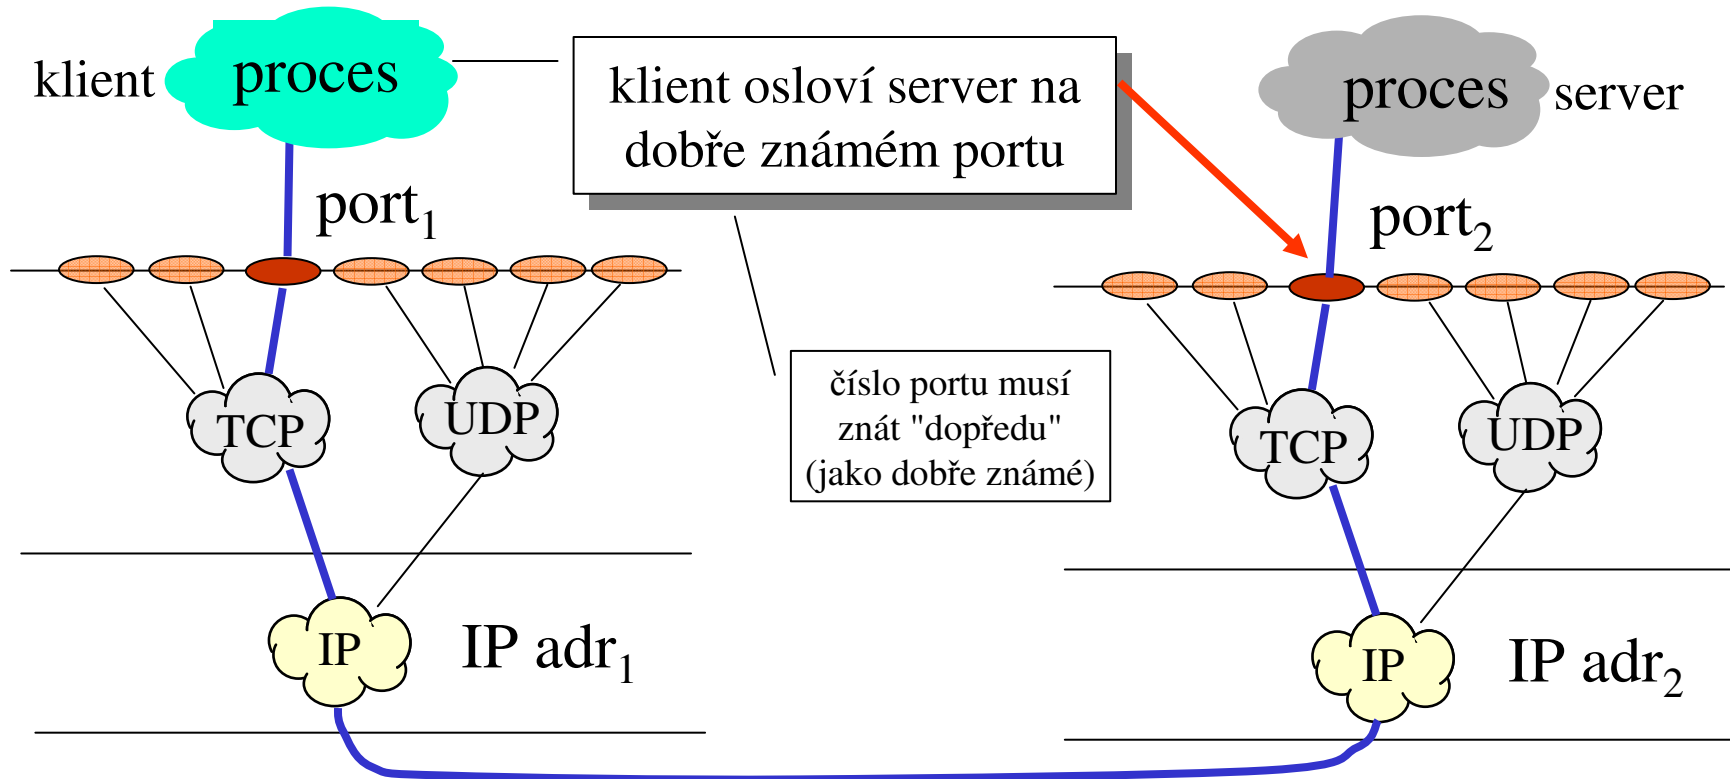 klient
proces
klient osloví server na
dobře známém portu
proces
server
port1
port2
číslo portu musí
znát "dopředu"
(jako dobře známé)
TCP
UDP
TCP
UDP
IP
IP adr1
IP
IP adr2